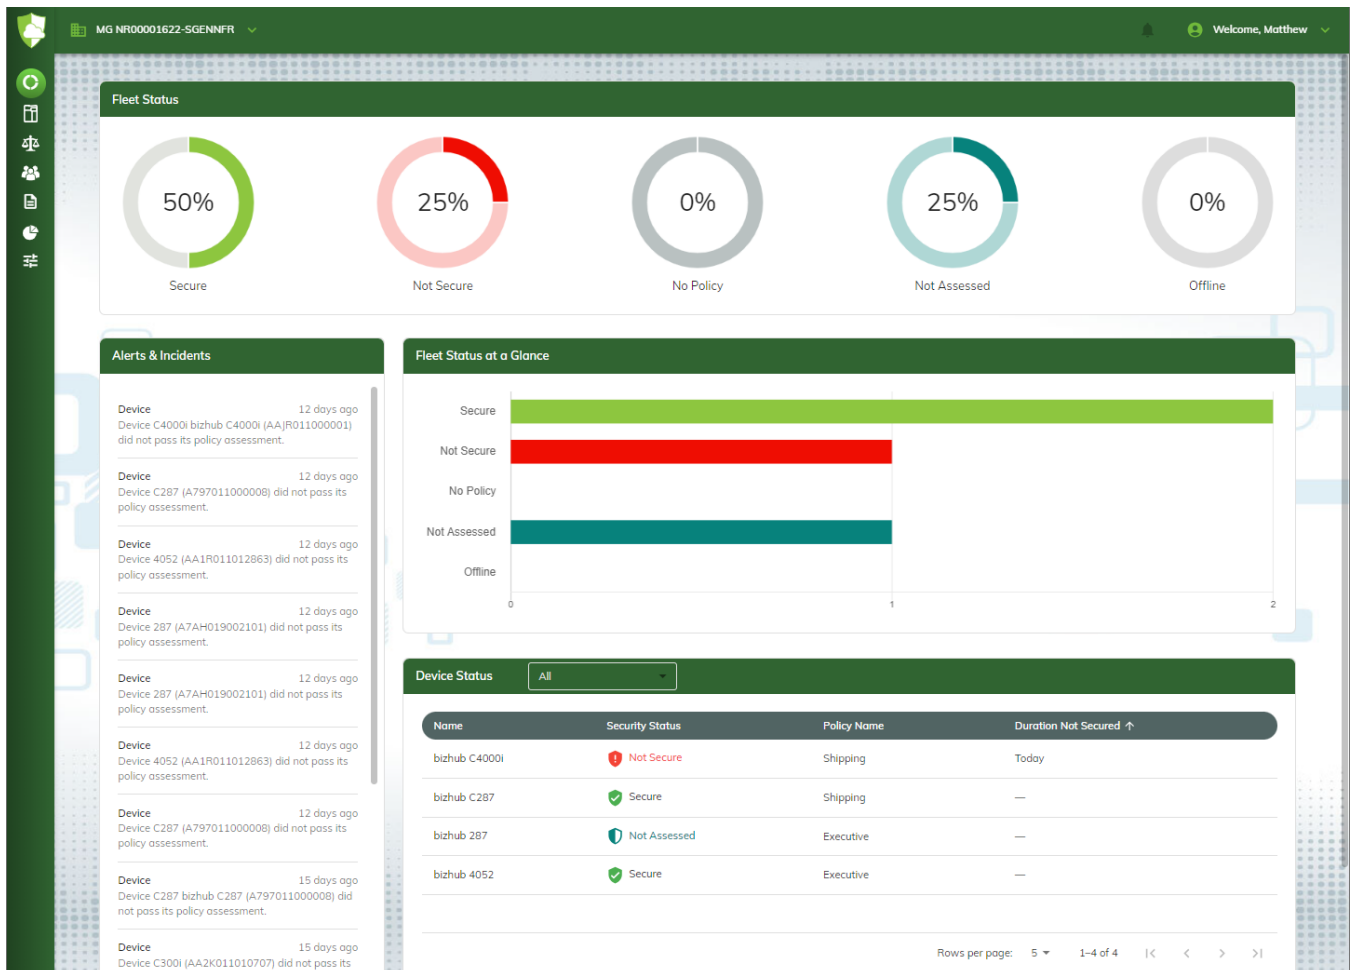 MG NR00001622-SGENNFR
Welcome, Matthew
Fleet Status
50%
25%
0%
25%
0%
Secure
Not Secure
No Policy
Not Assessed
Offline
Alerts & Incidents
Device 12 days ago
Device C4000i bizhub C4000i (AAJR011000001)
did not pass its policy assessment.
Device 12 days ago
Device C287 (A797011000008) did not pass its
policy assessment.
Device 12 days ago
Device 4052 (AA1R011012863) did not pass its
policy assessment.
Device 12 days ago
Device 287 (A7AH019002101) did not pass its
policy assessment.
Device 12 days ago
Device 287 (A7AH019002101) did not pass its
policy assessment.
Device 12 days ago
Device 4052 (AA1R011012863) did not pass its
policy assessment.
Device 12 days ago
Device C287 (A797011000008) did not pass its
policy assessment.
Device 15 days ago
Device C287 bizhub C287 (A797011000008) did
not pass its policy assessment.
Device 15 days ago
Device C300i (AA2K011010707) did not pass its
Fleet Status at a Glance
Secure
Not Secure
No Policy
Not Assessed
Offline
0 1 2
Device Status All
Name Security Status Policy Name Duration Not Secured ↑
bizhub C4000i Not Secure Shipping Today
bizhub C287 Secure Shipping —
bizhub 287 Not Assessed Executive —
bizhub 4052 Secure Executive —
Rows per page: 5 1–4 of 4